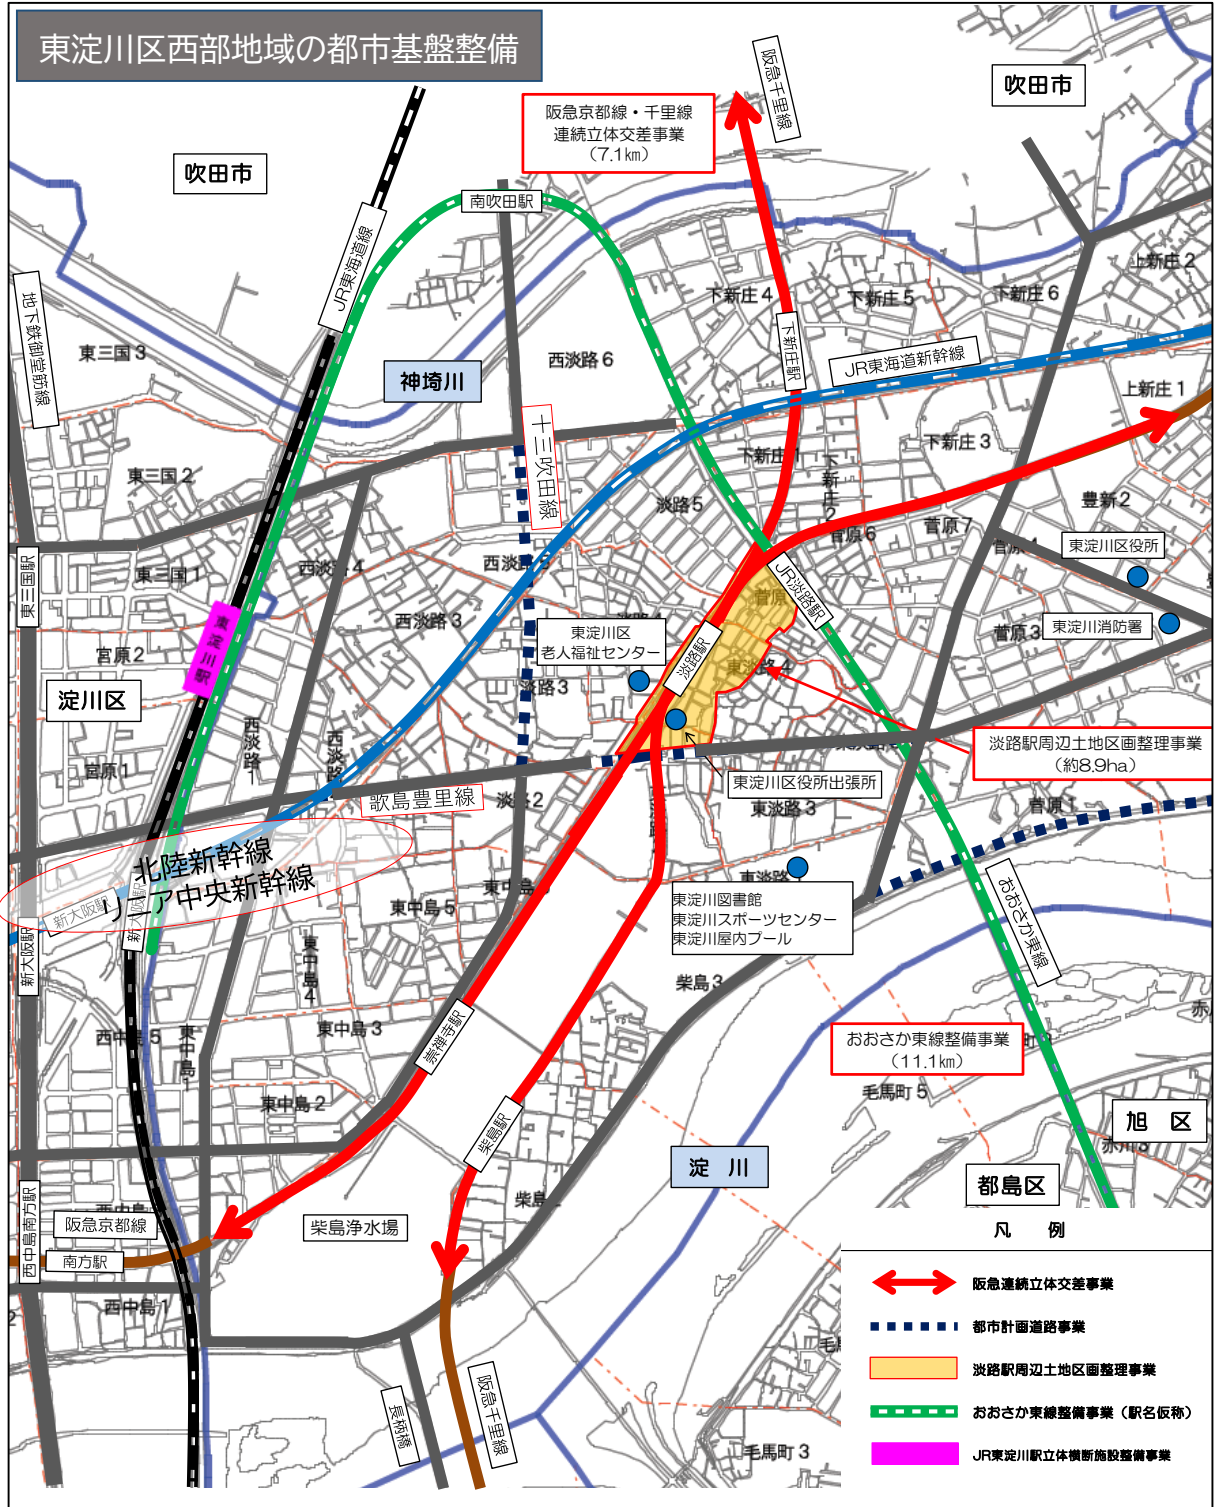 東淀川区西部地域の都市基盤整備
阪急千里線
吹田市
阪急京都線・千里線
連続立体交差事業
（7.1㎞）
吹田市
南吹田駅
JR東海道線
上新庄2
下新庄4
下新庄5
下新庄6
地下鉄御堂筋線
東三国3
西淡路6
下新庄駅
JR東海道新幹線
神埼川
上新庄1
十三吹田線
下新庄1
下新庄2
下新庄3
東三国2
淡路5
豊新2
菅原7
菅原6
東淀川区役所
東三国駅
東三国1
西淡路4
JR淡路駅
西淡路3
東淀川区
老人福祉センター
菅原3
東淀川消防署
東淀川駅
宮原2
淡路駅
東淡路4
淀川区
淡路3
西淡路1
淡路駅周辺土地区画整理事業
（約8.9ha）
宮原1
東淀川区役所出張所
歌島豊里線
淡路2
東淡路3
菅原1
北陸新幹線
リニア中央新幹線
新大阪駅
新大阪駅
東中島5
東淀川図書館
東淀川スポーツセンター
東淀川屋内プール
おおさか東線
東中島4
柴島3
西中島5
東中島1
東中島3
崇禅寺駅
おおさか東線整備事業
（11.1㎞）
毛馬町5
東中島2
柴島駅
旭 区
赤川3
淀 川
都島区
西中島南方駅
阪急京都線
柴島浄水場
南方駅
西中島1
長柄橋
阪急千里線
毛馬町3
凡 例
阪急連続立体交差事業
都市計画道路事業
淡路駅周辺土地区画整理事業
おおさか東線整備事業（駅名仮称）
JR東淀川駅立体横断施設整備事業